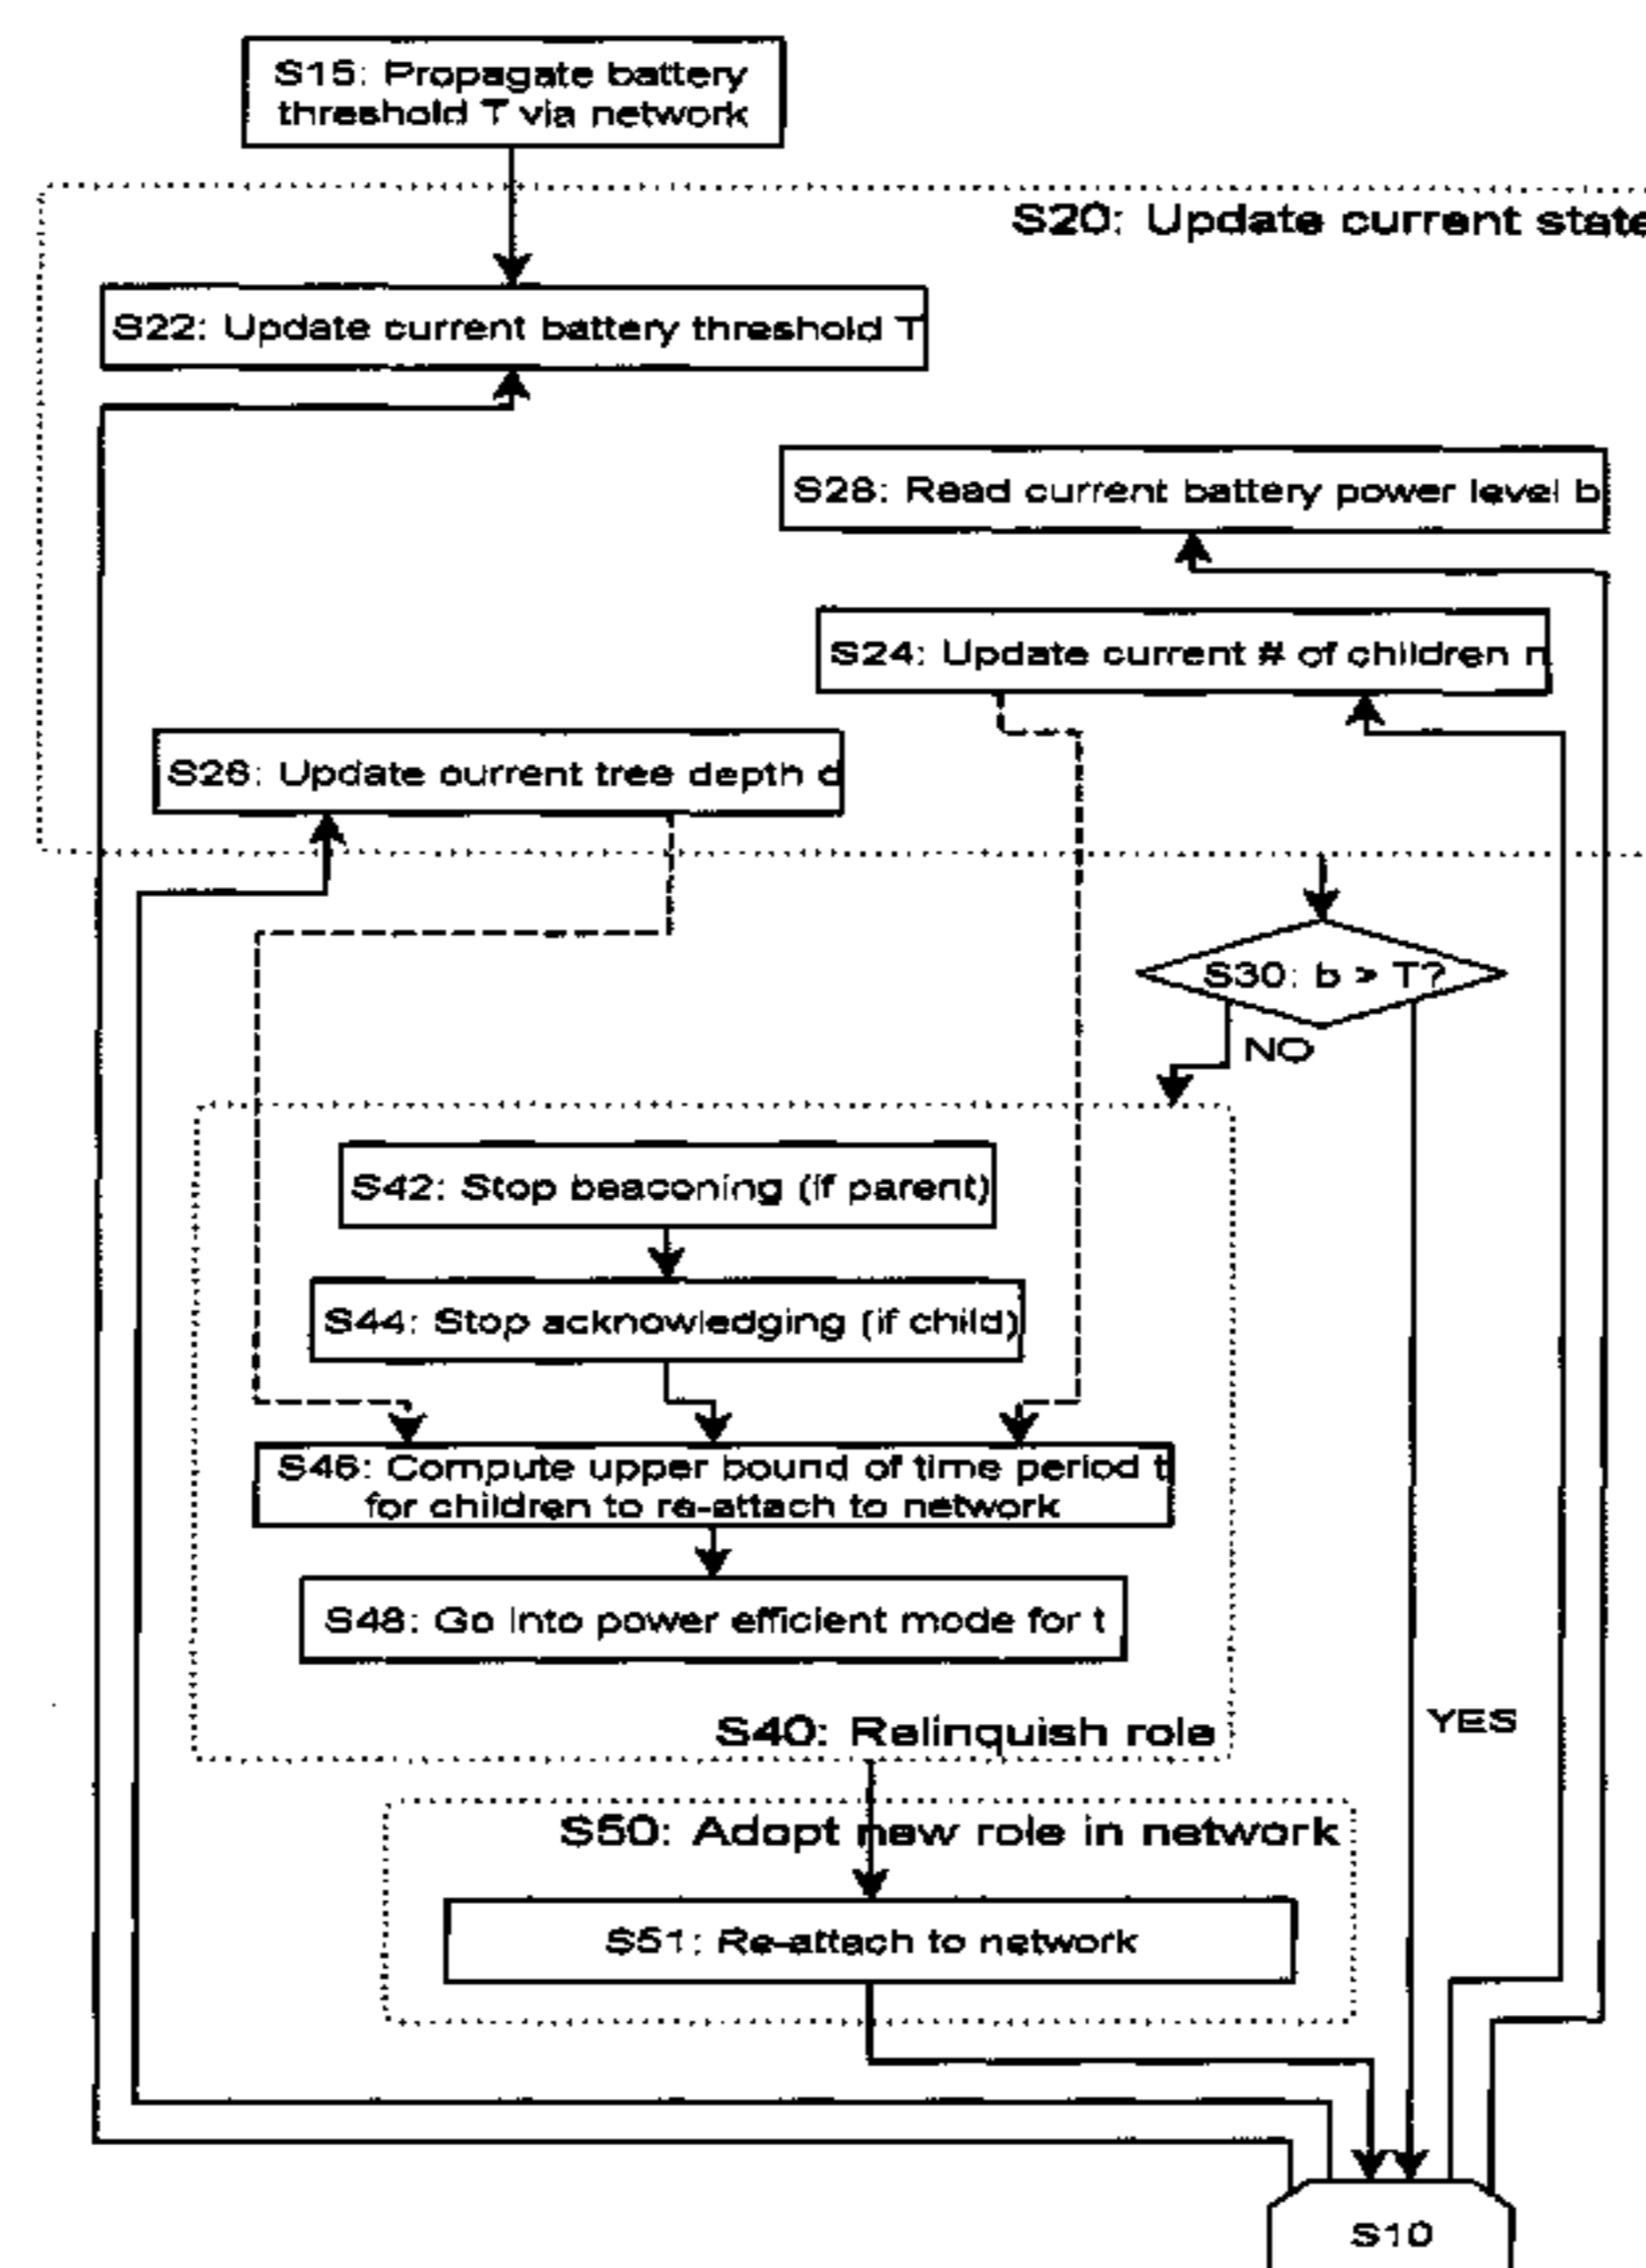 S15: Propagate battery
threshold T via network
S20: Update current state
S22: Update current battery threshold T
S28: Read current battery power level b
S24: Update current # of children n
S26: Update current tree depth d
S30: b > T?
NO
S42: Stop beaconing (if parent)
S44: Stop acknowledging (if child)
S46: Compute upper bound of time period t
for children to re-attach to network
S48: Go into power efficient mode for t
YES
S40: Relinquish role
S50: Adopt new role in network
S51: Re-attach to network
S10